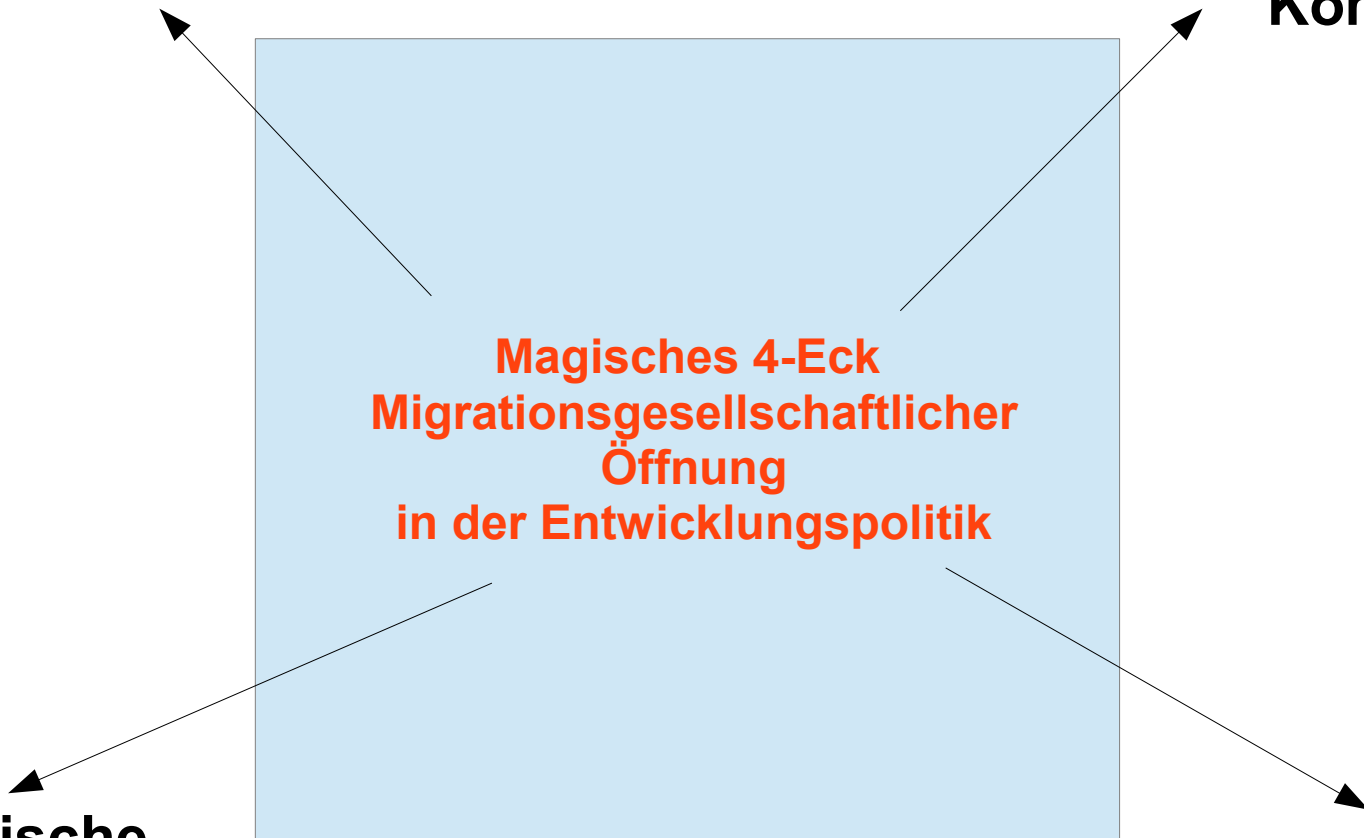 Magisches 4-Eck
Migrationsgesellschaftlicher
Öffnung
in der Entwicklungspolitik